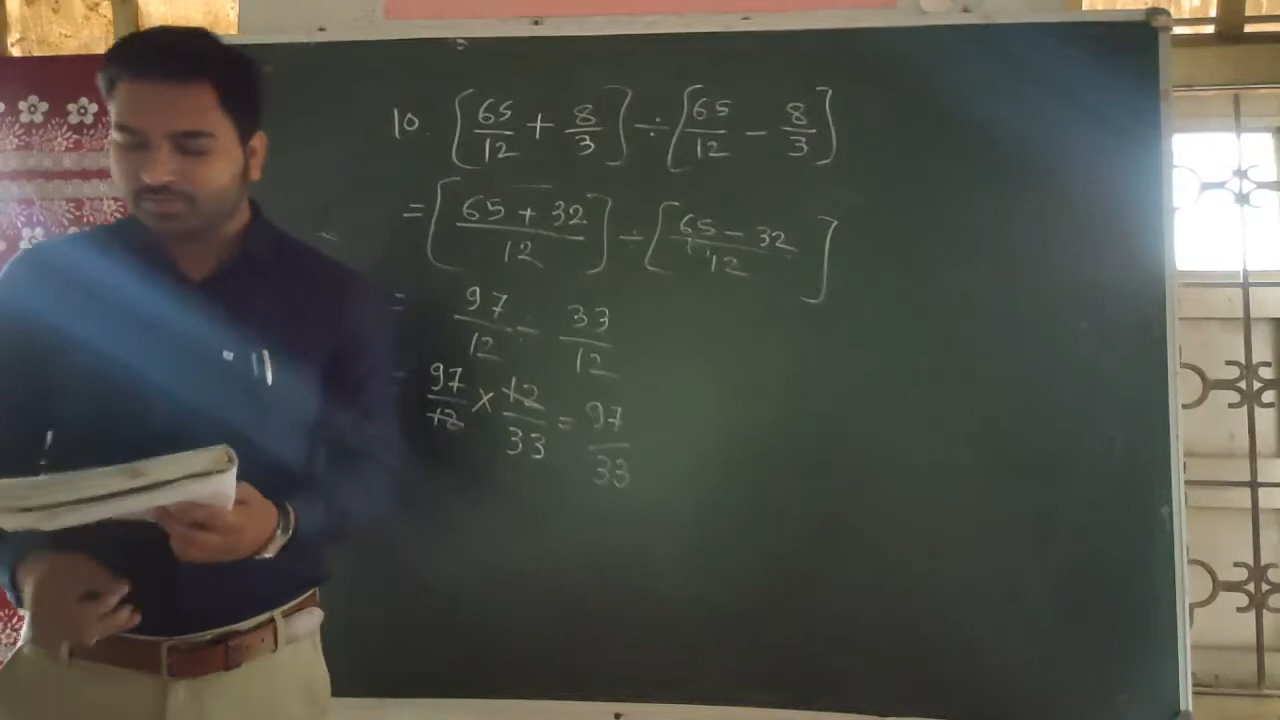 10. [65/12 + 8/3] ÷ [65/12 − 8/3]
= [(65 + 32)/12] ÷ [(65 − 32)/12]
= 97/12 ÷ 33/12
= 97/12 × 12/33 = 97/33